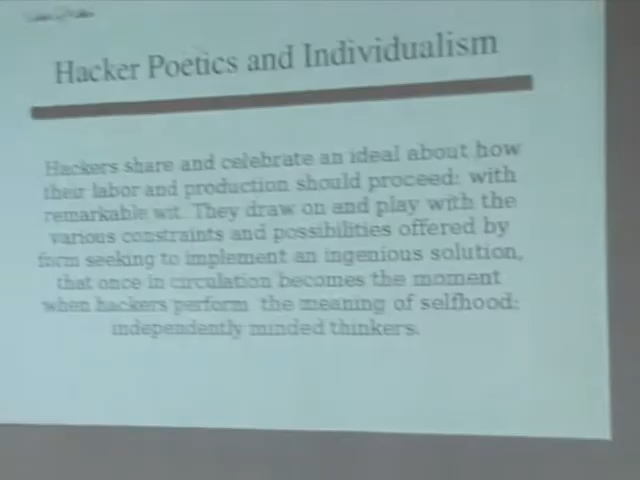 Hacker Poetics and Individualism
Hackers share and celebrate an ideal about how
their labor and production should proceed: with
remarkable wit. They draw on and play with the
various constraints and possibilities offered by
form seeking to implement an ingenious solution,
that once in circulation becomes the moment
when hackers perform the meaning of selfhood:
independently minded thinkers.